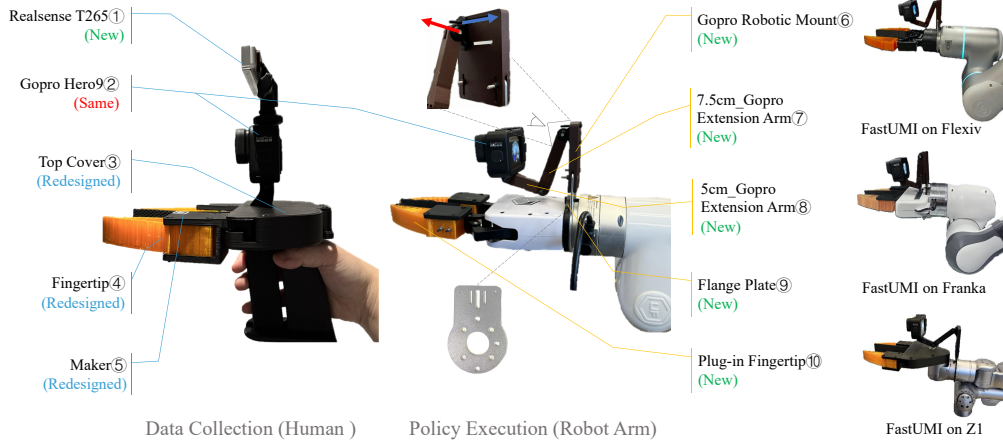 Realsense T265①
(New)
Gopro Hero9②
(Same)
Top Cover③
(Redesigned)
Fingertip④
(Redesigned)
Maker⑤
(Redesigned)
Data Collection (Human )
Gopro Robotic Mount⑥
(New)
7.5cm_Gopro
Extension Arm⑦
(New)
5cm_Gopro
Extension Arm⑧
(New)
Flange Plate⑨
(New)
Plug-in Fingertip⑩
(New)
Policy Execution (Robot Arm)
FastUMI on Flexiv
FastUMI on Franka
FastUMI on Z1